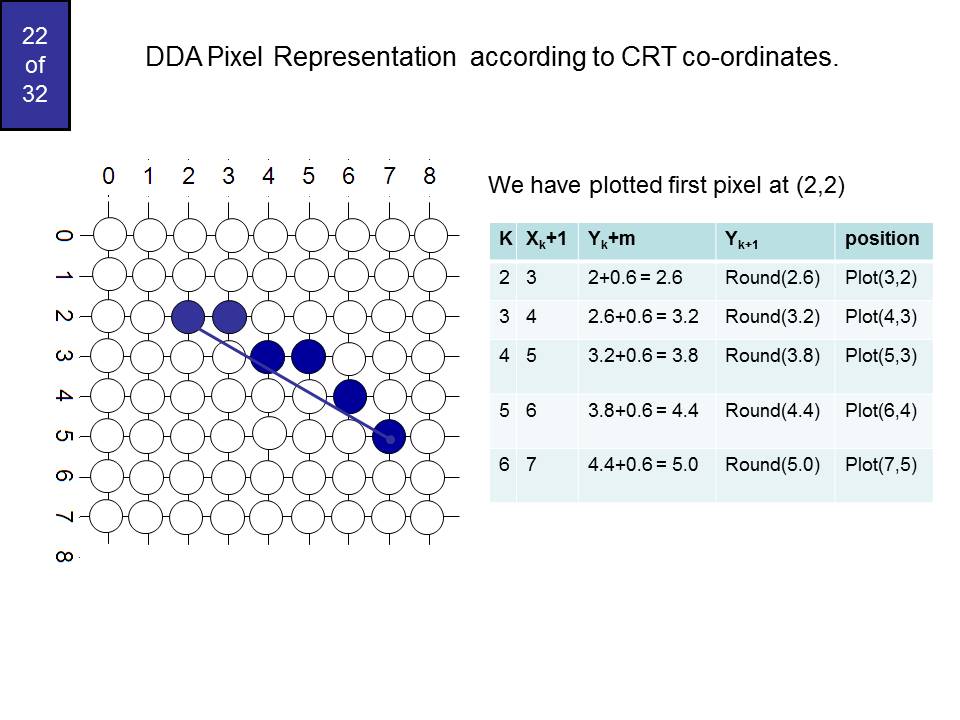 22
of
32
DDA Pixel Representation according to CRT co-ordinates.
0 1 2 3 4 5 6 7 8
0
1
2
3
4
5
6
7
8
We have plotted first pixel at (2,2)
K Xk+1 Yk+m Yk+1 position
2 3 2+0.6 = 2.6 Round(2.6) Plot(3,2)
3 4 2.6+0.6 = 3.2 Round(3.2) Plot(4,3)
4 5 3.2+0.6 = 3.8 Round(3.8) Plot(5,3)
5 6 3.8+0.6 = 4.4 Round(4.4) Plot(6,4)
6 7 4.4+0.6 = 5.0 Round(5.0) Plot(7,5)